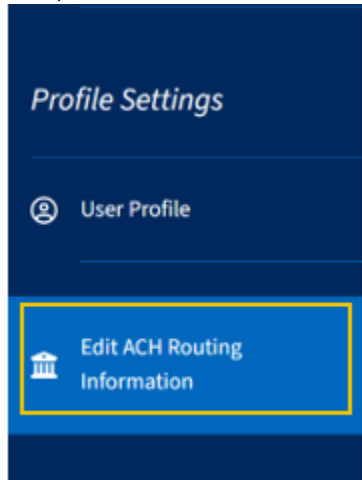 Profile Settings
User Profile
Edit ACH Routing
Information